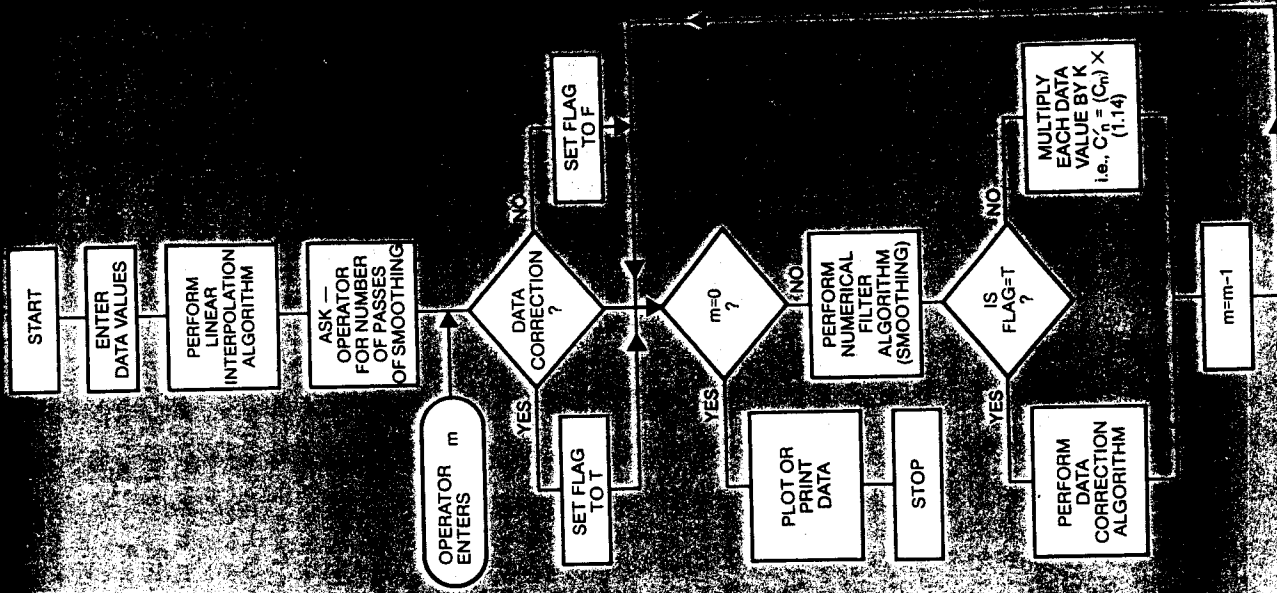 START
ENTER
DATA VALUES
PERFORM
LINEAR
INTERPOLATION
ALGORITHM
ASK —
OPERATOR
FOR NUMBER
OF PASSES
OF SMOOTHING
OPERATOR m
ENTERS
DATA
CORRECTION
?
YES
NO
SET FLAG
TO T
SET FLAG
TO F
m=0
?
YES
NO
PLOT OR
PRINT
DATA
STOP
PERFORM
NUMERICAL
FILTER
ALGORITHM
(SMOOTHING)
IS
FLAG=T
?
YES
NO
PERFORM
DATA
CORRECTION
ALGORITHM
MULTIPLY
EACH DATA
VALUE BY K
i.e., C'n = (Cn) ×
(1.14)
m=m−1